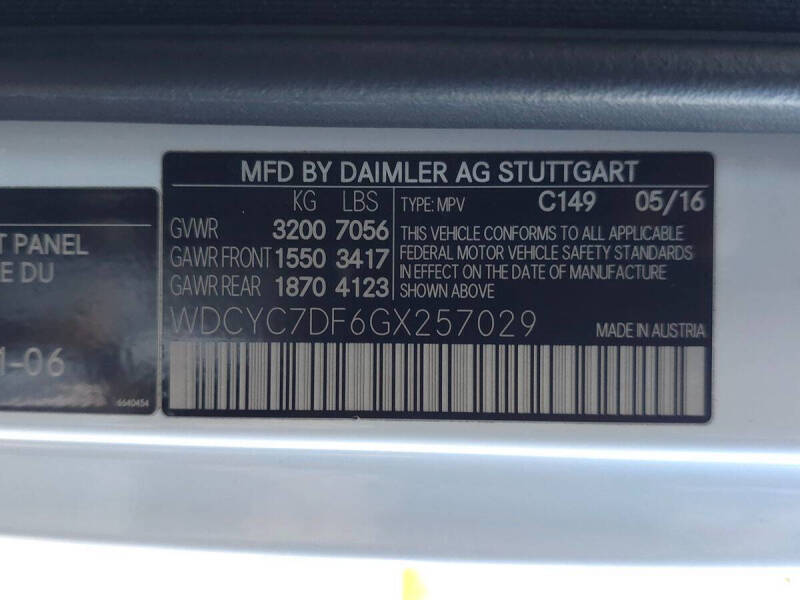 MFD BY DAIMLER AG STUTTGART
KG LBS
GVWR 3200 7056
GAWR FRONT 1550 3417
GAWR REAR 1870 4123
TYPE: MPV C149 05/16
THIS VEHICLE CONFORMS TO ALL APPLICABLE
FEDERAL MOTOR VEHICLE SAFETY STANDARDS
IN EFFECT ON THE DATE OF MANUFACTURE
SHOWN ABOVE
WDCYC7DF6GX257029
MADE IN AUSTRIA
PANEL
DU
-06
6640454